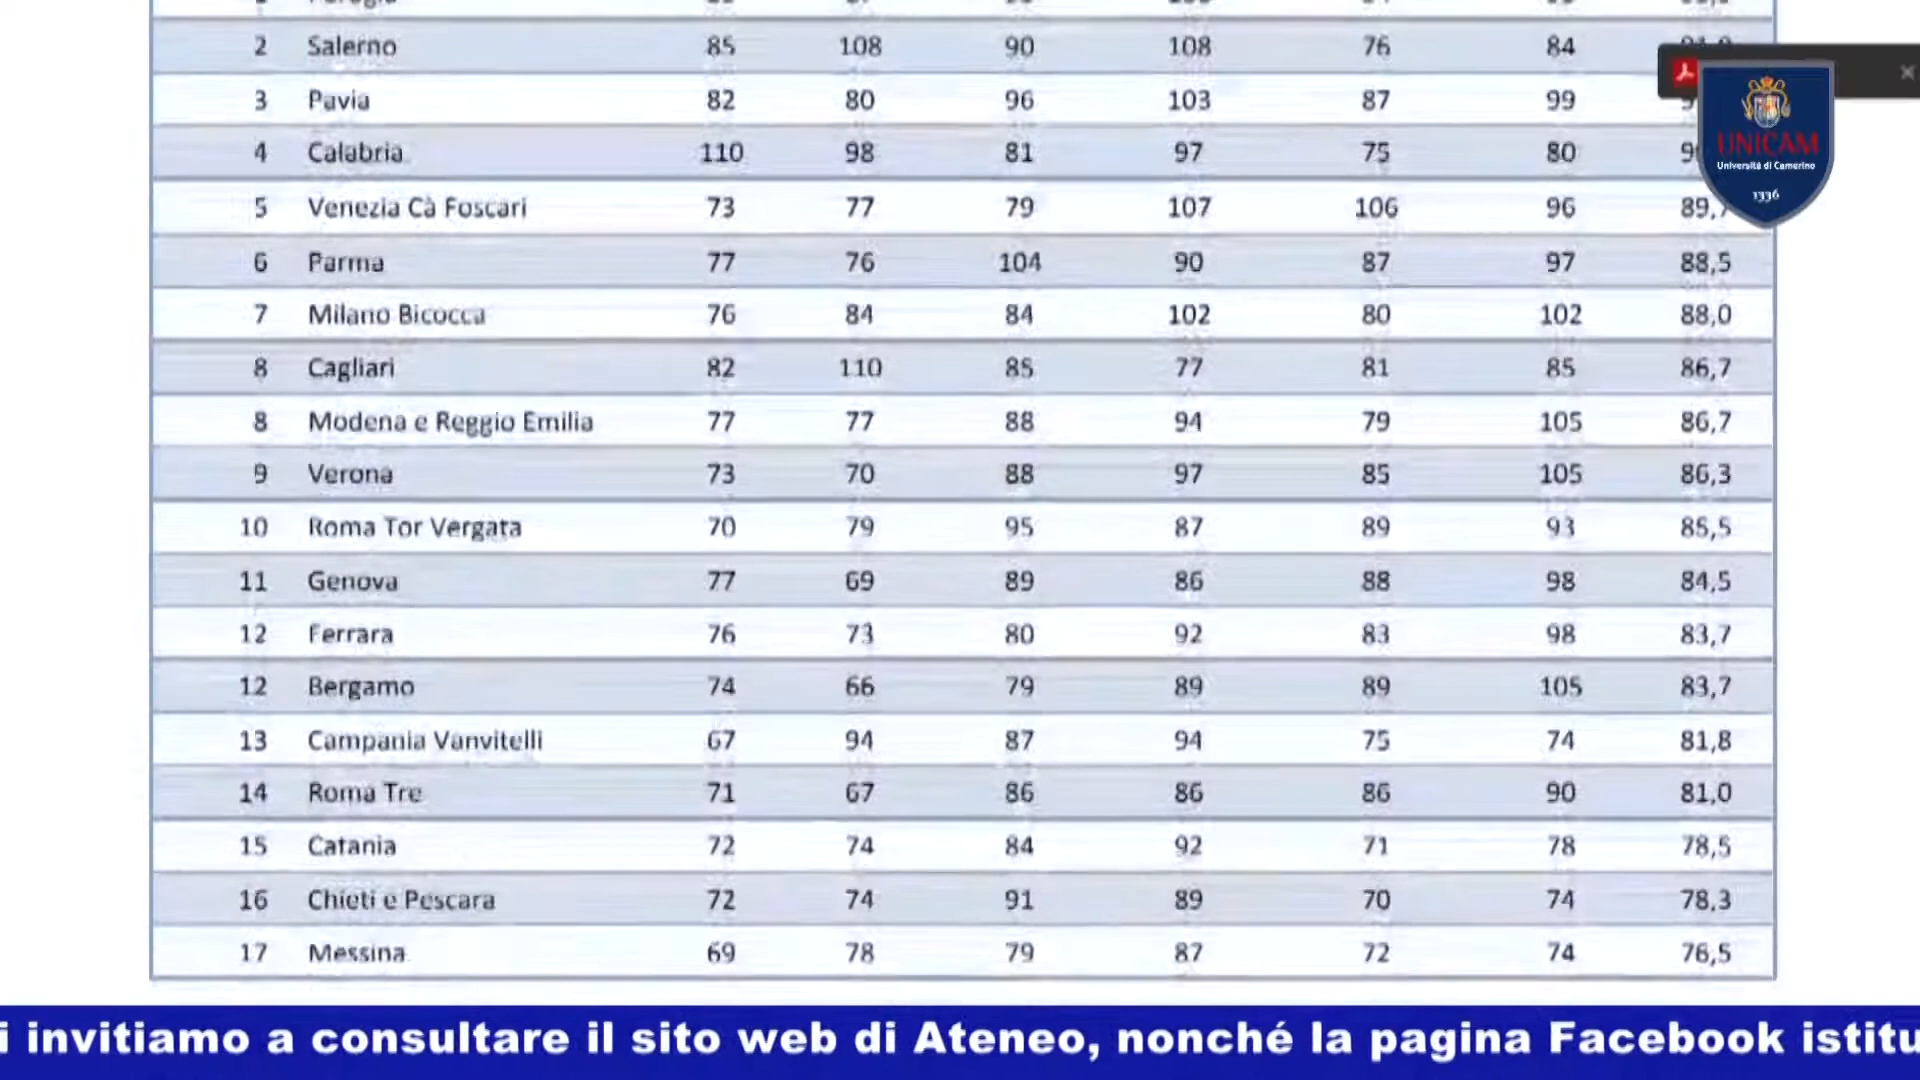 2 Salerno 85 108 90 108 76 84
3 Pavia 82 80 96 103 87 99
4 Calabria 110 98 81 97 75 80
5 Venezia Cà Foscari 73 77 79 107 106 96 89,7
6 Parma 77 76 104 90 87 97 88,5
7 Milano Bicocca 76 84 84 102 80 102 88,0
8 Cagliari 82 110 85 77 81 85 86,7
8 Modena e Reggio Emilia 77 77 88 94 79 105 86,7
9 Verona 73 70 88 97 85 105 86,3
10 Roma Tor Vergata 70 79 95 87 89 93 85,5
11 Genova 77 69 89 86 88 98 84,5
12 Ferrara 76 73 80 92 83 98 83,7
12 Bergamo 74 66 79 89 89 105 83,7
13 Campania Vanvitelli 67 94 87 94 75 74 81,8
14 Roma Tre 71 67 86 86 86 90 81,0
15 Catania 72 74 84 92 71 78 78,5
16 Chieti e Pescara 72 74 91 89 70 74 78,3
17 Messina 69 78 79 87 72 74 76,5
UNICAM
Università di Camerino
1336
i invitiamo a consultare il sito web di Ateneo, nonché la pagina Facebook istitu